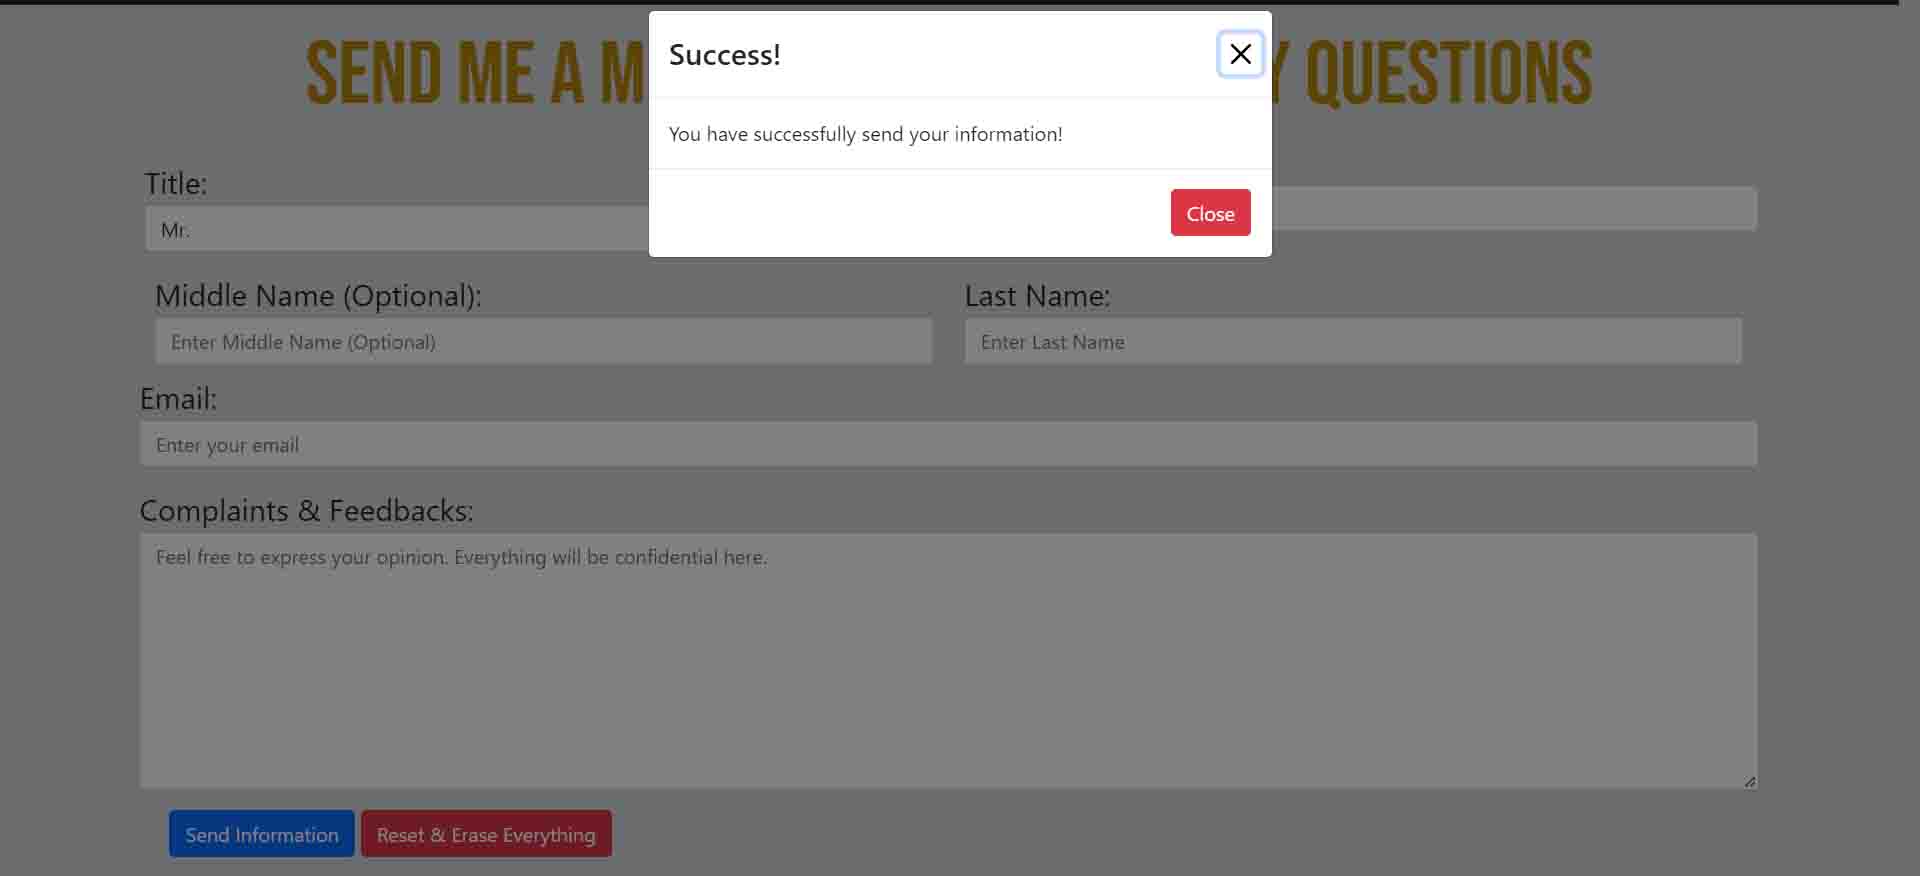 SEND ME A M
Y QUESTIONS
Success!
You have successfully send your information!
Close
Title:
Mr.
Middle Name (Optional):
Last Name:
Enter Middle Name (Optional)
Enter Last Name
Email:
Enter your email
Complaints & Feedbacks:
Feel free to express your opinion. Everything will be confidential here.
Send Information
Reset & Erase Everything